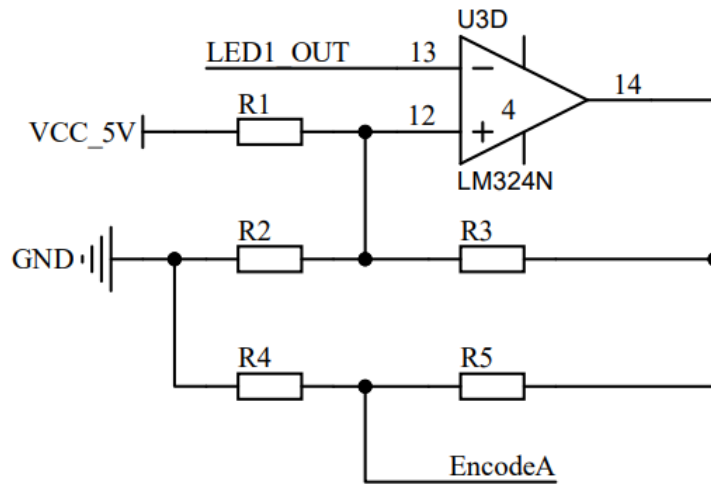 U3D
LED1_OUT
13
14
R1
VCC_5V
12
4
LM324N
R2
R3
GND
R4
R5
EncodeA